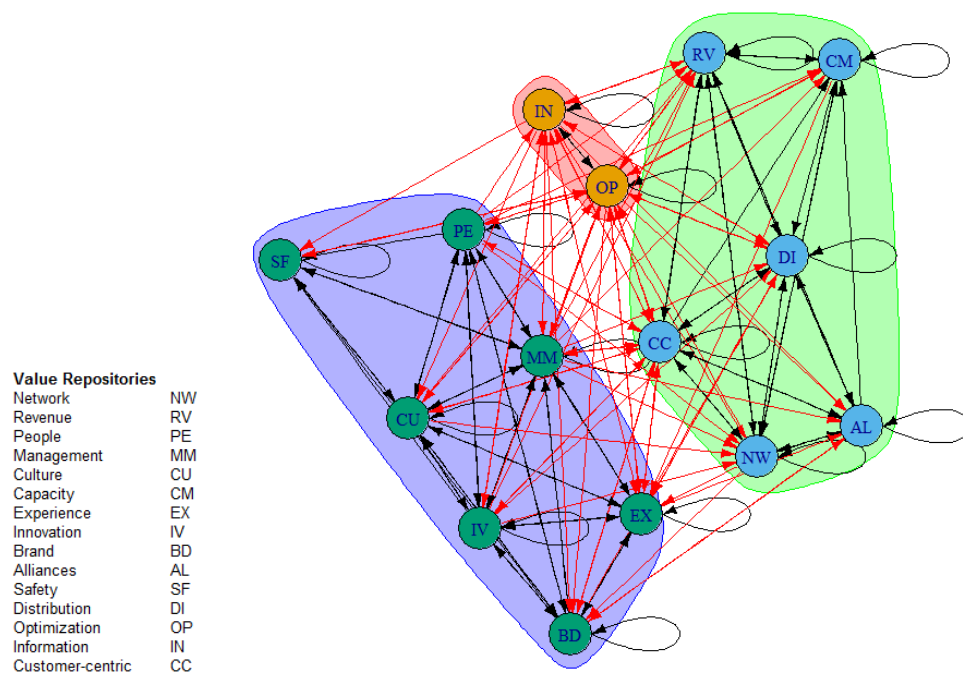 RV
CM
IN
OP
PE
SF
DI
CC
MM
CU
AL
NW
IV
EX
BD
Value Repositories
Network NW
Revenue RV
People PE
Management MM
Culture CU
Capacity CM
Experience EX
Innovation IV
Brand BD
Alliances AL
Safety SF
Distribution DI
Optimization OP
Information IN
Customer-centric CC